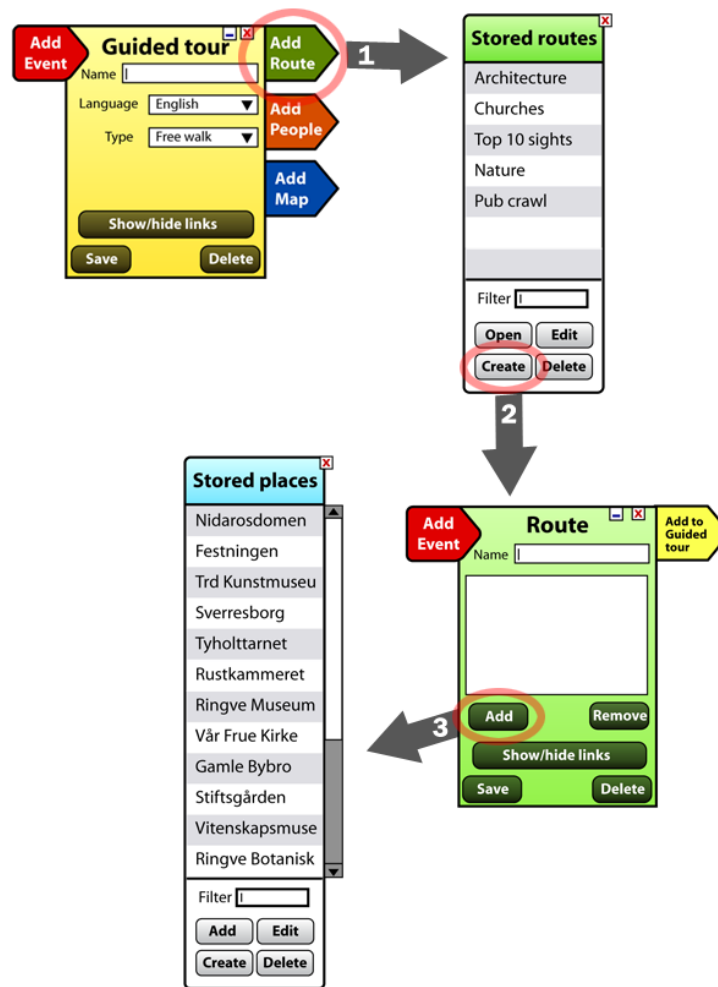 Add
Event
Guided tour
X
Name
Language English
Type Free walk
Show/hide links
Save Delete
Add
Route
Add
People
Add
Map
1
X
Stored routes
Architecture
Churches
Top 10 sights
Nature
Pub crawl
Filter
Open Edit
Create Delete
2
Add
Event
Route
X
Name
Add to
Guided
tour
Add Remove
Show/hide links
Save Delete
3
X
Stored places
Nidarosdomen
Festningen
Trd Kunstmuseu
Sverresborg
Tyholttarnet
Rustkammeret
Ringve Museum
Vår Frue Kirke
Gamle Bybro
Stiftsgården
Vitenskapsmuse
Ringve Botanisk
Filter
Add Edit
Create Delete